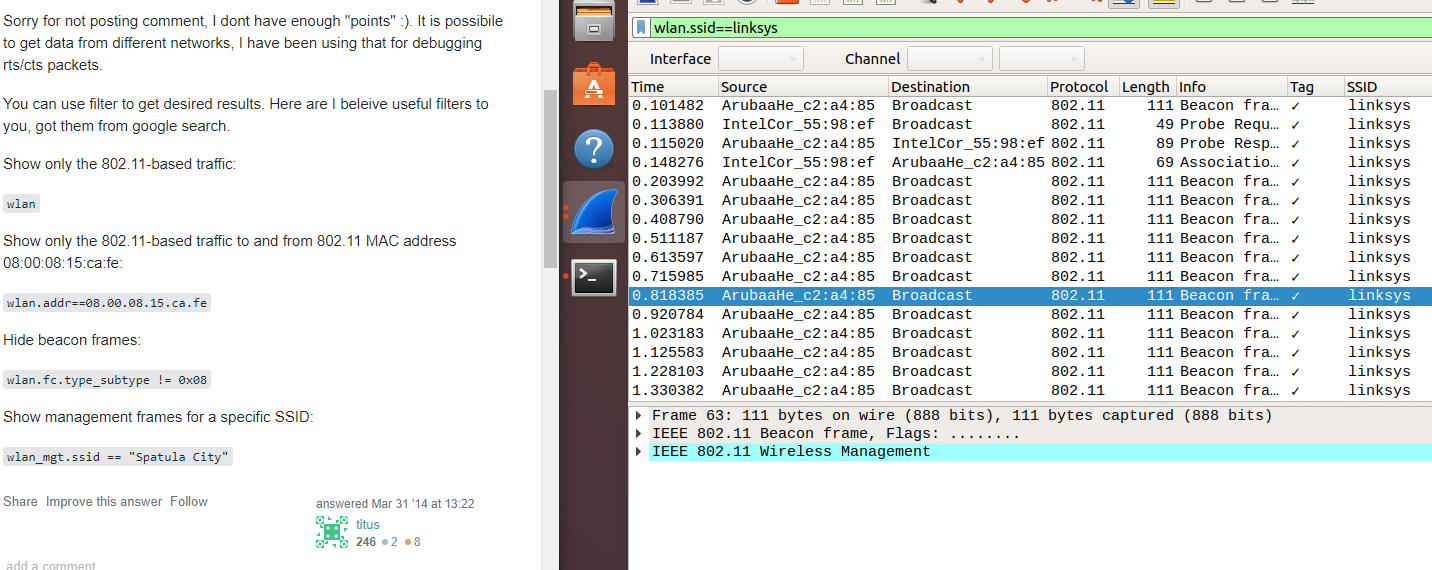 Sorry for not posting comment, I dont have enough "points" :). It is possibile
to get data from different networks, I have been using that for debugging
rts/cts packets.
You can use filter to get desired results. Here are I beleive useful filters to
you, got them from google search.
Show only the 802.11-based traffic:
wlan
Show only the 802.11-based traffic to and from 802.11 MAC address
08:00:08:15:ca:fe:
wlan.addr==08.00.08.15.ca.fe
Hide beacon frames:
wlan.fc.type_subtype != 0x08
Show management frames for a specific SSID:
wlan_mgt.ssid == "Spatula City"
Share Improve this answer Follow
answered Mar 31 '14 at 13:22
titus
246 2 8
add a comment
wlan.ssid==linksys
Interface Channel
Time Source Destination Protocol Length Info Tag SSID
0.101482 ArubaaHe_c2:a4:85 Broadcast 802.11 111 Beacon fra… ✓ linksys
0.113880 IntelCor_55:98:ef Broadcast 802.11 49 Probe Requ… ✓ linksys
0.115020 ArubaaHe_c2:a4:85 IntelCor_55:98:ef 802.11 89 Probe Resp… ✓ linksys
0.148276 IntelCor_55:98:ef ArubaaHe_c2:a4:85 802.11 69 Associatio… ✓ linksys
0.203992 ArubaaHe_c2:a4:85 Broadcast 802.11 111 Beacon fra… ✓ linksys
0.306391 ArubaaHe_c2:a4:85 Broadcast 802.11 111 Beacon fra… ✓ linksys
0.408790 ArubaaHe_c2:a4:85 Broadcast 802.11 111 Beacon fra… ✓ linksys
0.511187 ArubaaHe_c2:a4:85 Broadcast 802.11 111 Beacon fra… ✓ linksys
0.613597 ArubaaHe_c2:a4:85 Broadcast 802.11 111 Beacon fra… ✓ linksys
0.715985 ArubaaHe_c2:a4:85 Broadcast 802.11 111 Beacon fra… ✓ linksys
0.818385 ArubaaHe_c2:a4:85 Broadcast 802.11 111 Beacon fra… ✓ linksys
0.920784 ArubaaHe_c2:a4:85 Broadcast 802.11 111 Beacon fra… ✓ linksys
1.023183 ArubaaHe_c2:a4:85 Broadcast 802.11 111 Beacon fra… ✓ linksys
1.125583 ArubaaHe_c2:a4:85 Broadcast 802.11 111 Beacon fra… ✓ linksys
1.228103 ArubaaHe_c2:a4:85 Broadcast 802.11 111 Beacon fra… ✓ linksys
1.330382 ArubaaHe_c2:a4:85 Broadcast 802.11 111 Beacon fra… ✓ linksys
Frame 63: 111 bytes on wire (888 bits), 111 bytes captured (888 bits)
IEEE 802.11 Beacon frame, Flags: ........
IEEE 802.11 Wireless Management